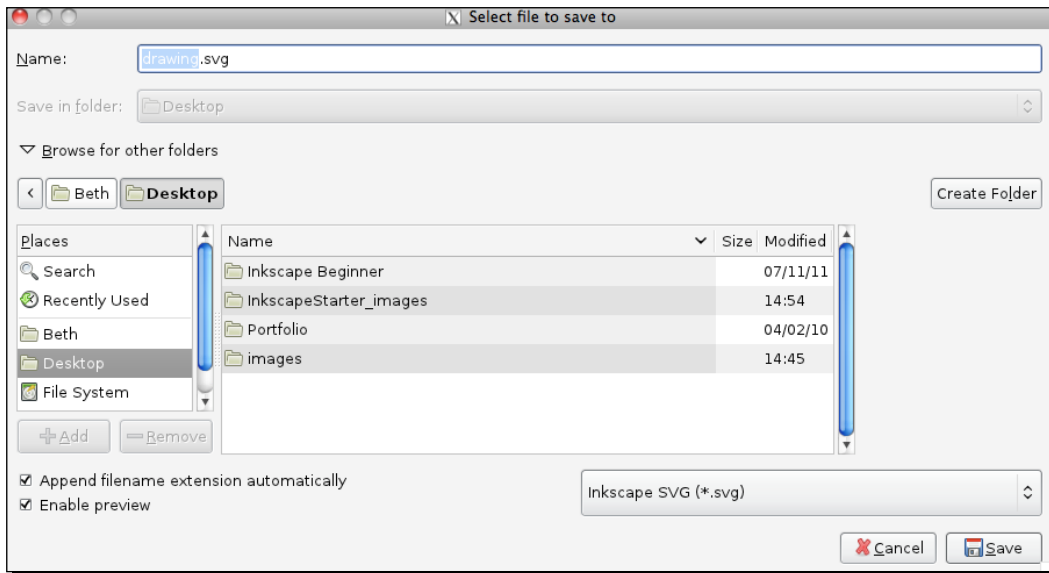 Select file to save to
Name: drawing.svg
Save in folder: Desktop
Browse for other folders
< Beth Desktop Create Folder
Places
Search
Recently Used
Beth
Desktop
File System
Add Remove
Name Size Modified
Inkscape Beginner 07/11/11
InkscapeStarter_images 14:54
Portfolio 04/02/10
images 14:45
Append filename extension automatically
Enable preview
Inkscape SVG (*.svg)
Cancel Save